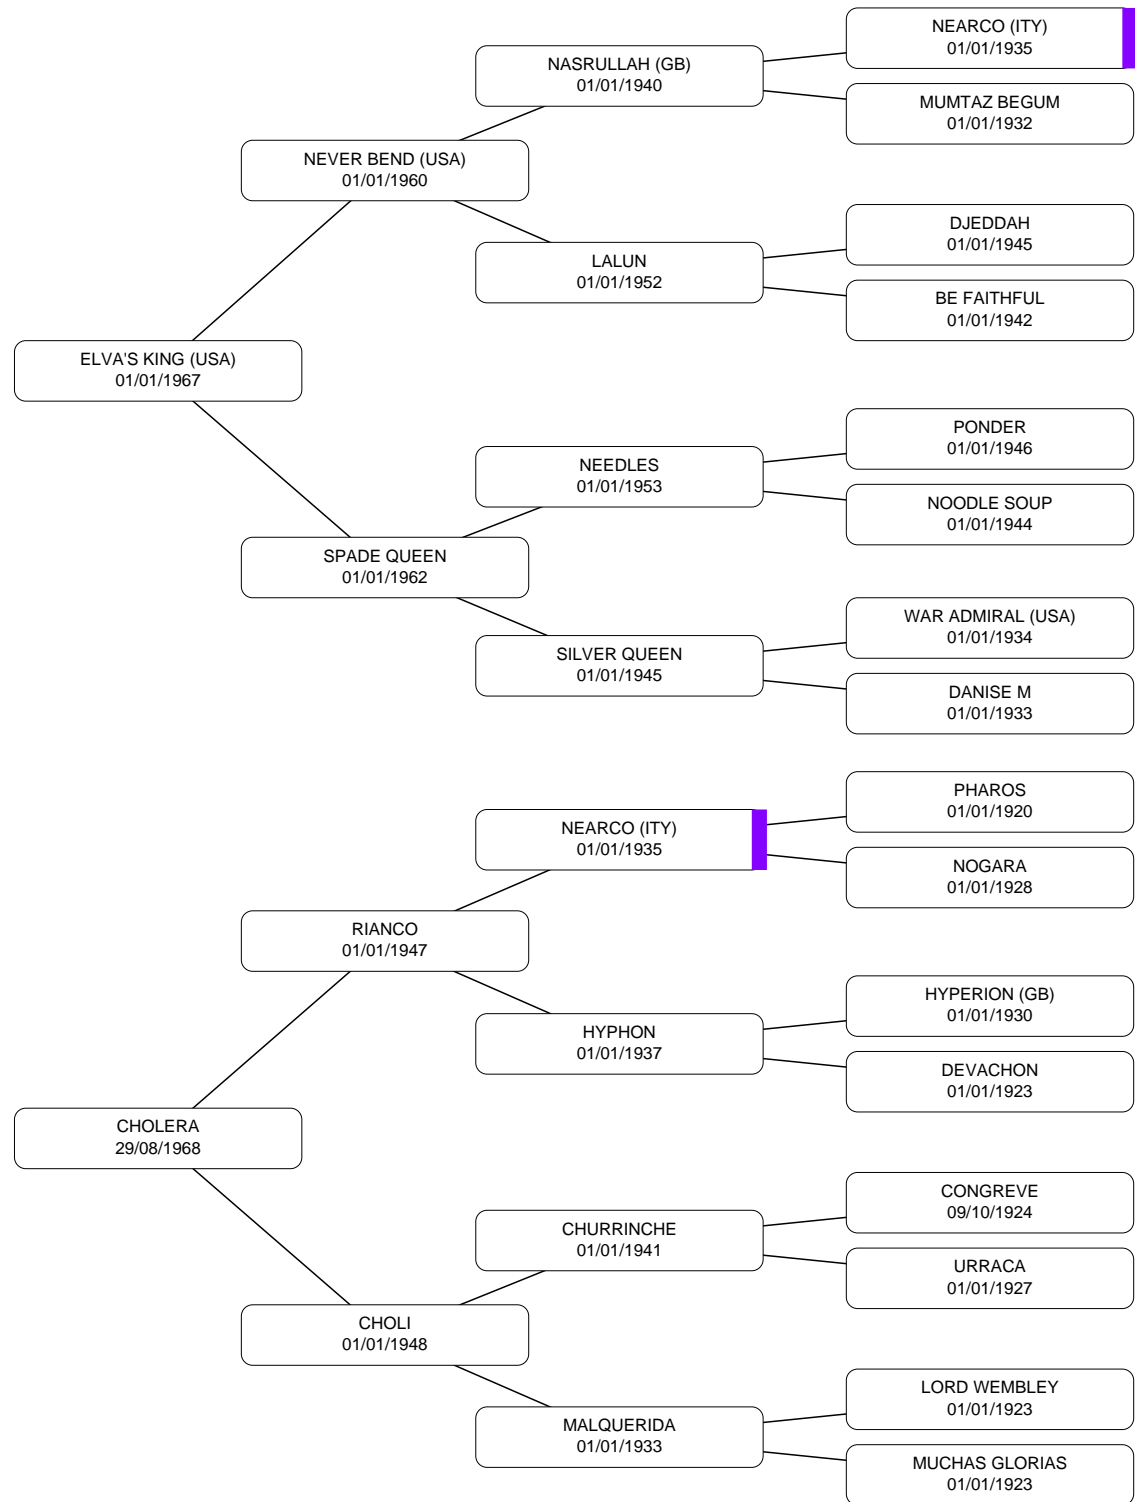 NEARCO (ITY)
01/01/1935
NASRULLAH (GB)
01/01/1940
MUMTAZ BEGUM
01/01/1932
NEVER BEND (USA)
01/01/1960
DJEDDAH
01/01/1945
LALUN
01/01/1952
BE FAITHFUL
01/01/1942
ELVA'S KING (USA)
01/01/1967
PONDER
01/01/1946
NEEDLES
01/01/1953
NOODLE SOUP
01/01/1944
SPADE QUEEN
01/01/1962
WAR ADMIRAL (USA)
01/01/1934
SILVER QUEEN
01/01/1945
DANISE M
01/01/1933
PHAROS
01/01/1920
NEARCO (ITY)
01/01/1935
NOGARA
01/01/1928
RIANCO
01/01/1947
HYPERION (GB)
01/01/1930
HYPHON
01/01/1937
DEVACHON
01/01/1923
CHOLERA
29/08/1968
CONGREVE
09/10/1924
CHURRINCHE
01/01/1941
URRACA
01/01/1927
CHOLI
01/01/1948
LORD WEMBLEY
01/01/1923
MALQUERIDA
01/01/1933
MUCHAS GLORIAS
01/01/1923